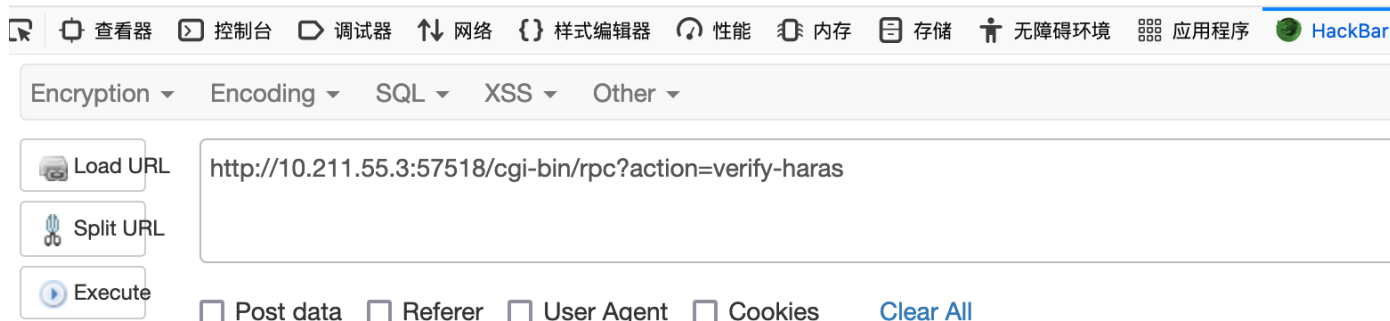 查看器 控制台 调试器 网络 样式编辑器 性能 内存 存储 无障碍环境 应用程序 HackBar
Encryption Encoding SQL XSS Other
Load URL http://10.211.55.3:57518/cgi-bin/rpc?action=verify-haras
Split URL
Execute
Post data Referer User Agent Cookies Clear All